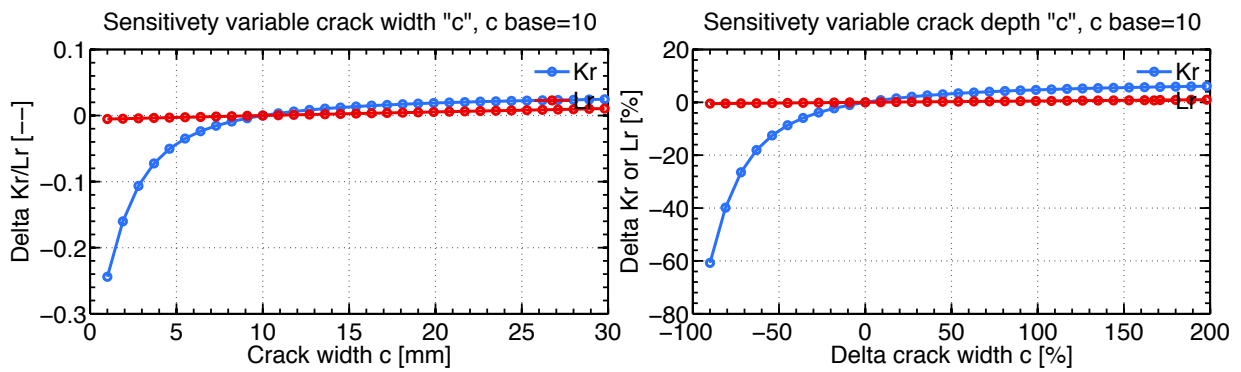 Sensitivety variable crack width "c", c base=10
0.1
0
−0.1
−0.2
−0.3
Delta Kr/Lr [−−]
Kr
Lr
0 5 10 15 20 25 30
Crack width c [mm]
Sensitivety variable crack depth "c", c base=10
20
0
−20
−40
−60
−80
Delta Kr or Lr [%]
Kr
Lr
−100 −50 0 50 100 150 200
Delta crack width c [%]